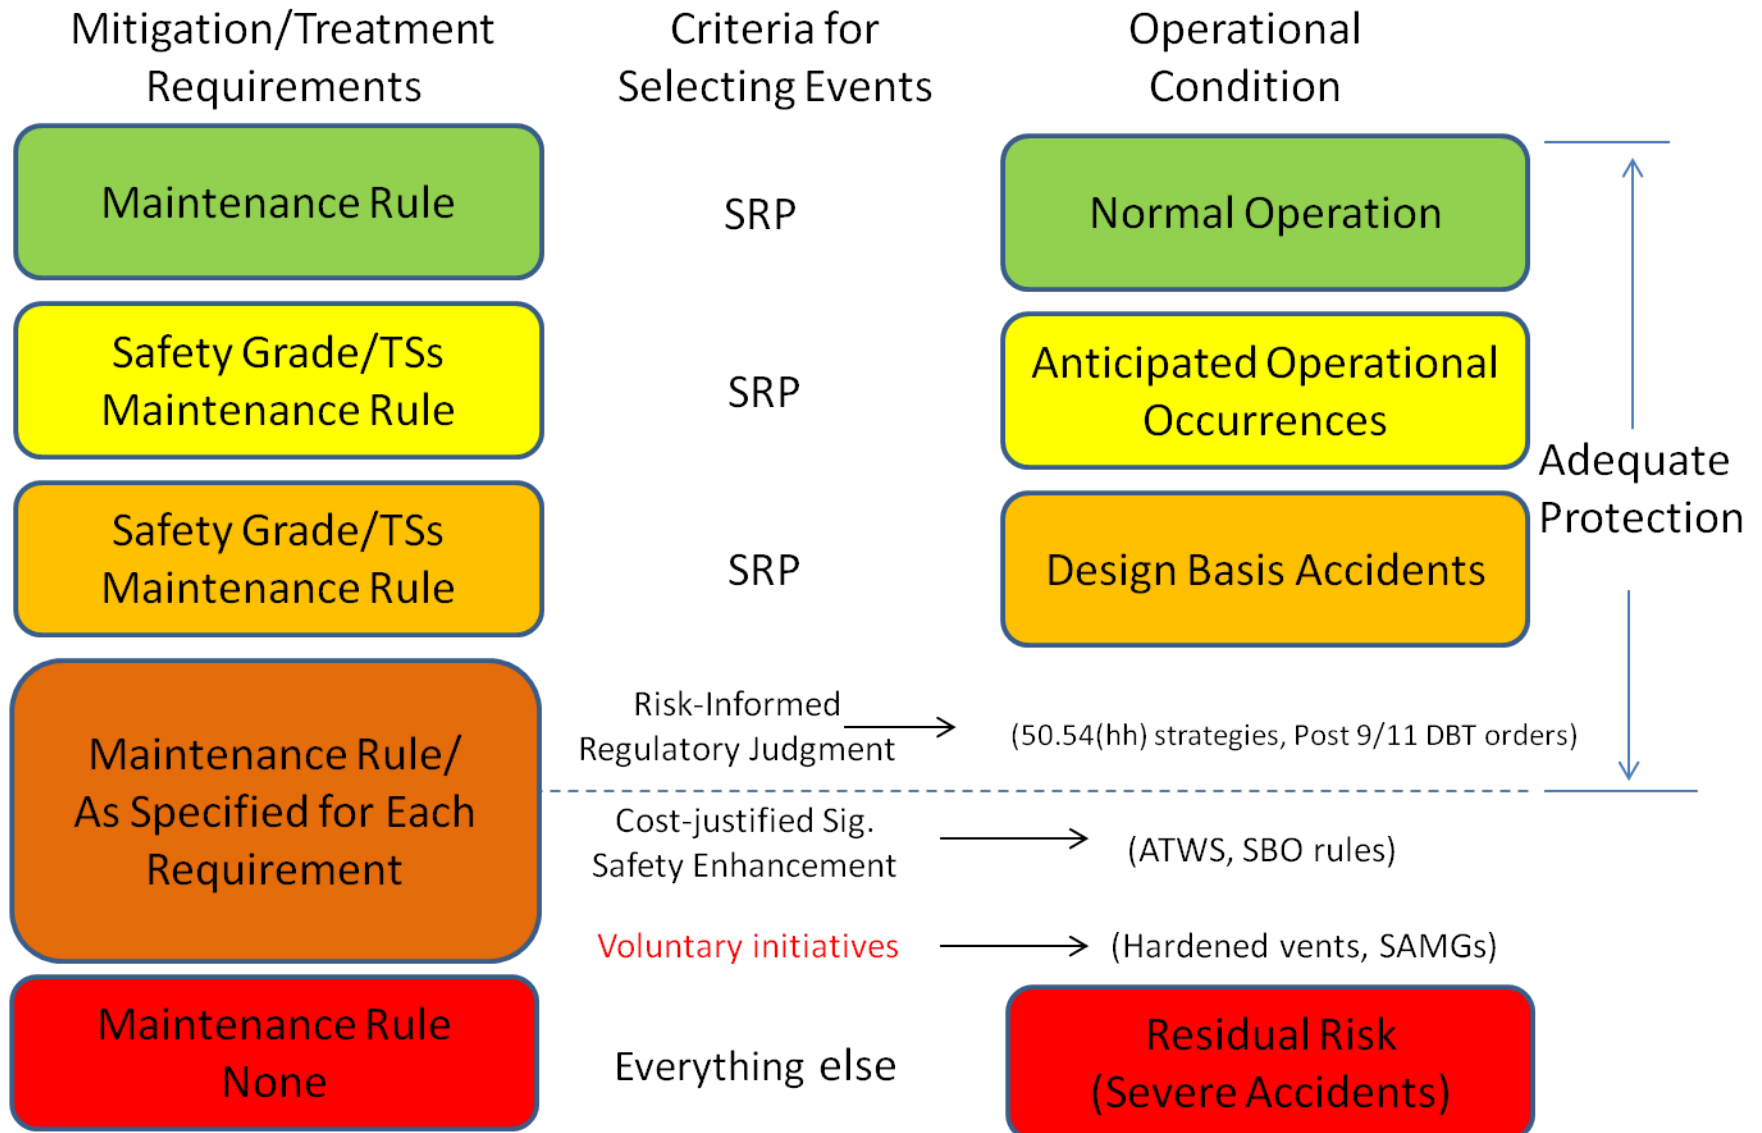 Mitigation/Treatment
Requirements
Criteria for
Selecting Events
Operational
Condition
Maintenance Rule
SRP
Normal Operation
Safety Grade/TSs
Maintenance Rule
SRP
Anticipated Operational
Occurrences
Adequate
Protection
Safety Grade/TSs
Maintenance Rule
SRP
Design Basis Accidents
Maintenance Rule/
As Specified for Each
Requirement
Risk-Informed
Regulatory Judgment
(50.54(hh) strategies, Post 9/11 DBT orders)
Cost-justified Sig.
Safety Enhancement
(ATWS, SBO rules)
Voluntary initiatives
(Hardened vents, SAMGs)
Maintenance Rule
None
Everything else
Residual Risk
(Severe Accidents)